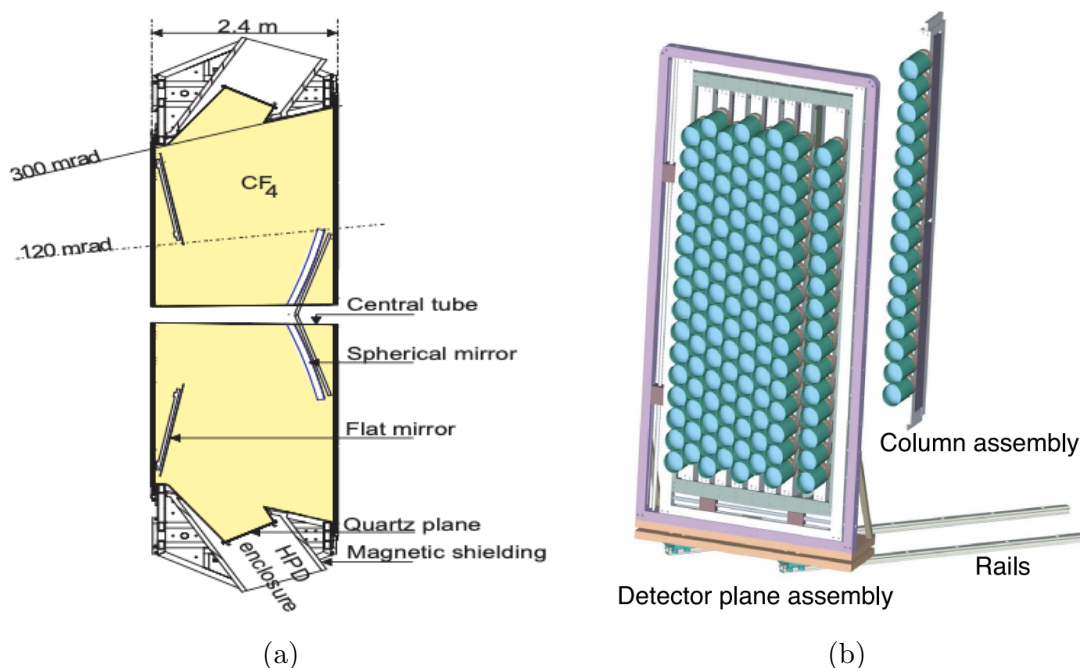 2.4 m
300 mrad
CF4
120 mrad
Central tube
Spherical mirror
Flat mirror
Quartz plane
Magnetic shielding
HPD
enclosure
(a)
Column assembly
Rails
Detector plane assembly
(b)